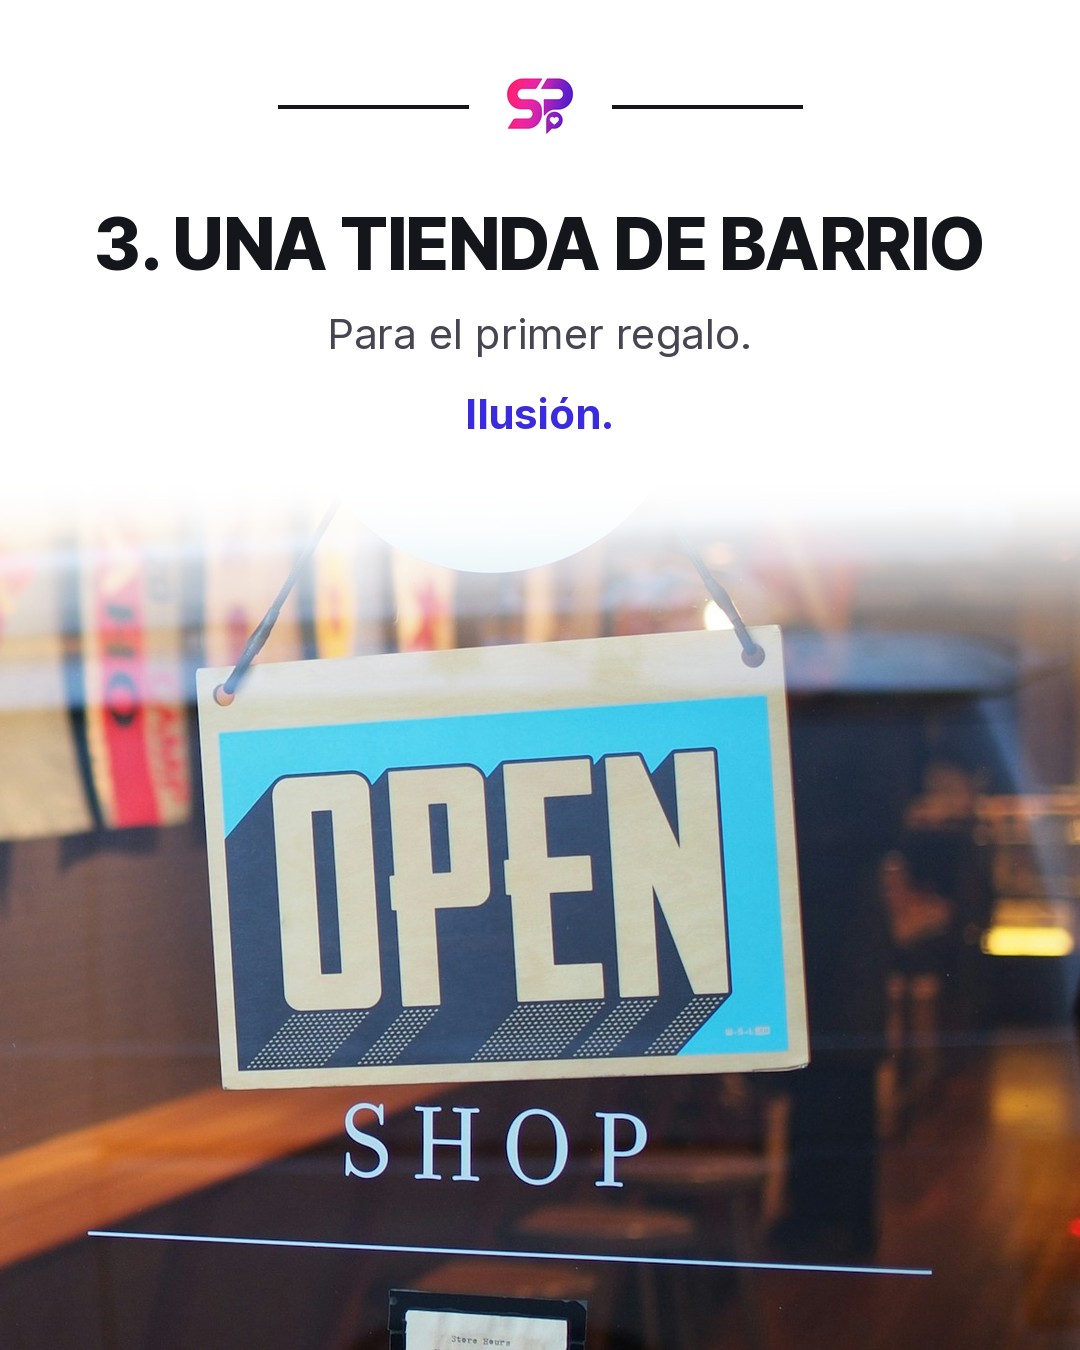 SP
3. UNA TIENDA DE BARRIO
Para el primer regalo.
Ilusión.
OPEN
SHOP
Store Hours